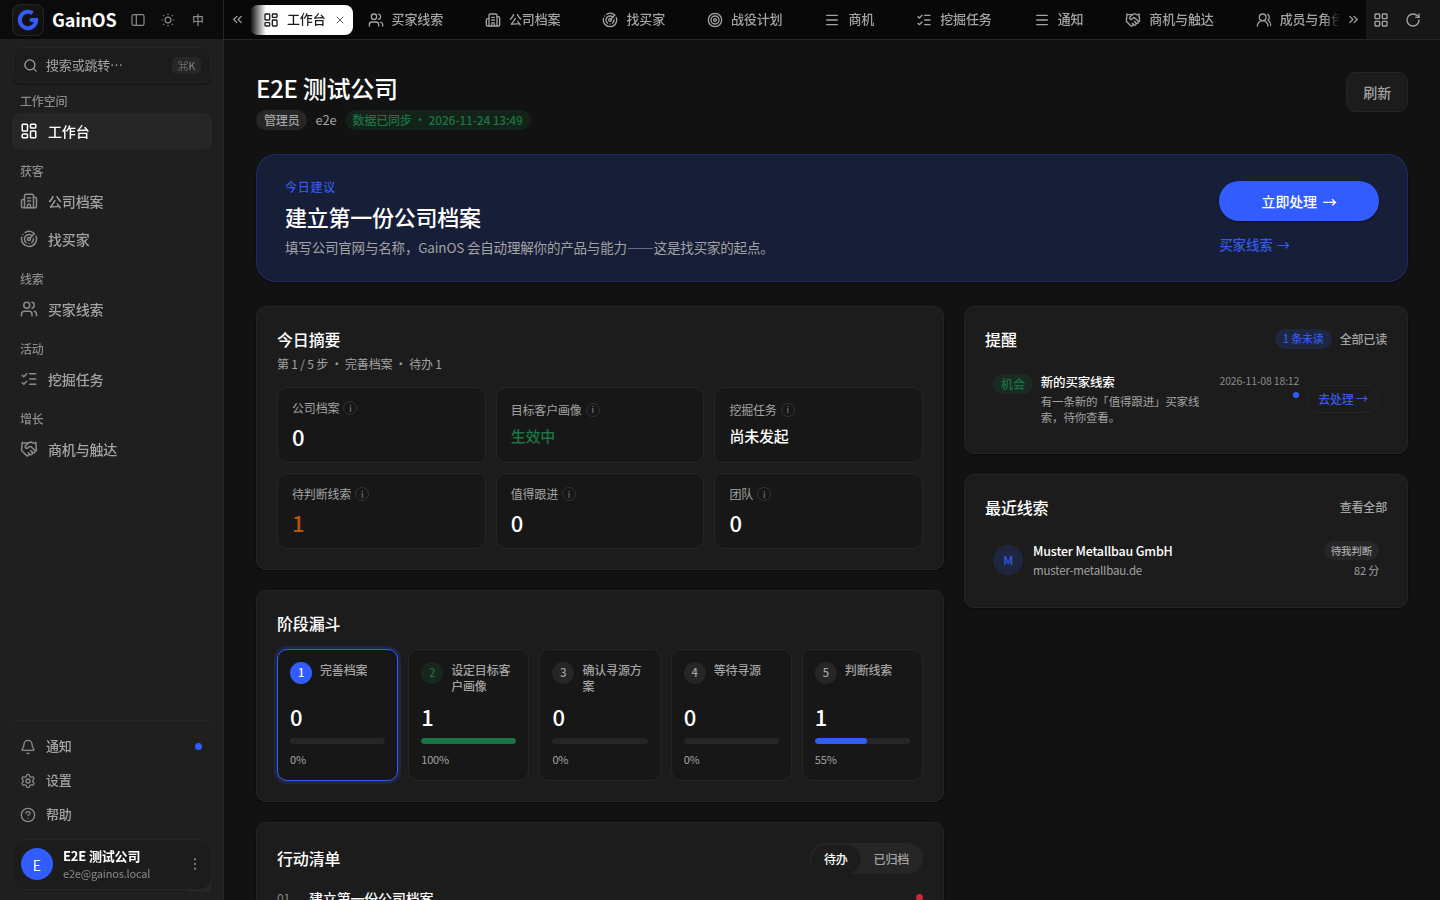 GainOS
中
工作台
买家线索
公司档案
找买家
战役计划
商机
挖掘任务
通知
商机与触达
成员与角色
搜索或跳转…
⌘K
工作空间
工作台
获客
公司档案
找买家
线索
买家线索
活动
挖掘任务
增长
商机与触达
通知
设置
帮助
E
E2E 测试公司
e2e@gainos.local
E2E 测试公司
管理员
e2e
数据已同步 · 2026-11-24 13:49
刷新
今日建议
建立第一份公司档案
填写公司官网与名称，GainOS 会自动理解你的产品与能力——这是找买家的起点。
立即处理 →
买家线索 →
今日摘要
第 1 / 5 步 · 完善档案 · 待办 1
公司档案
0
目标客户画像
生效中
挖掘任务
尚未发起
待判断线索
1
值得跟进
0
团队
0
阶段漏斗
1
完善档案
0
0%
2
设定目标客
户画像
1
100%
3
确认寻源方
案
0
0%
4
等待寻源
0
0%
5
判断线索
1
55%
行动清单
待办
已归档
01
建立第一份公司档案
提醒
1 条未读
全部已读
机会
新的买家线索
有一条新的「值得跟进」买家线
索，待你查看。
2026-11-08 18:12
去处理 →
最近线索
查看全部
M
Muster Metallbau GmbH
muster-metallbau.de
待我判断
82 分